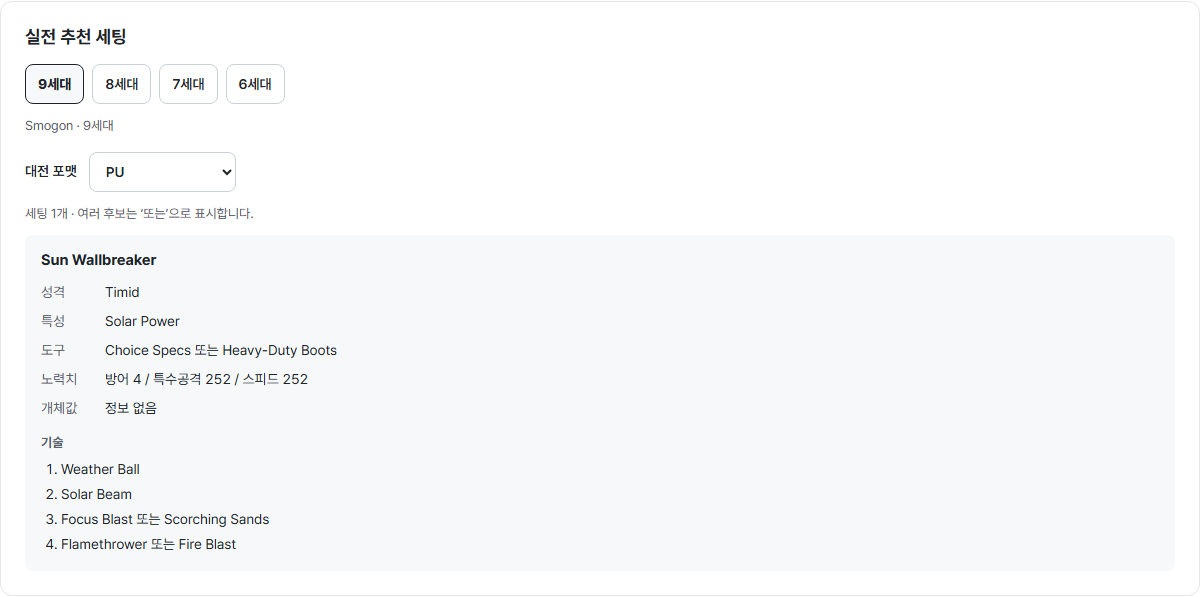 실전 추천 세팅
9세대 8세대 7세대 6세대
Smogon · 9세대
대전 포맷 PU
세팅 1개 · 여러 후보는 ‘또는’으로 표시합니다.
Sun Wallbreaker
성격 Timid
특성 Solar Power
도구 Choice Specs 또는 Heavy-Duty Boots
노력치 방어 4 / 특수공격 252 / 스피드 252
개체값 정보 없음
기술
1. Weather Ball
2. Solar Beam
3. Focus Blast 또는 Scorching Sands
4. Flamethrower 또는 Fire Blast